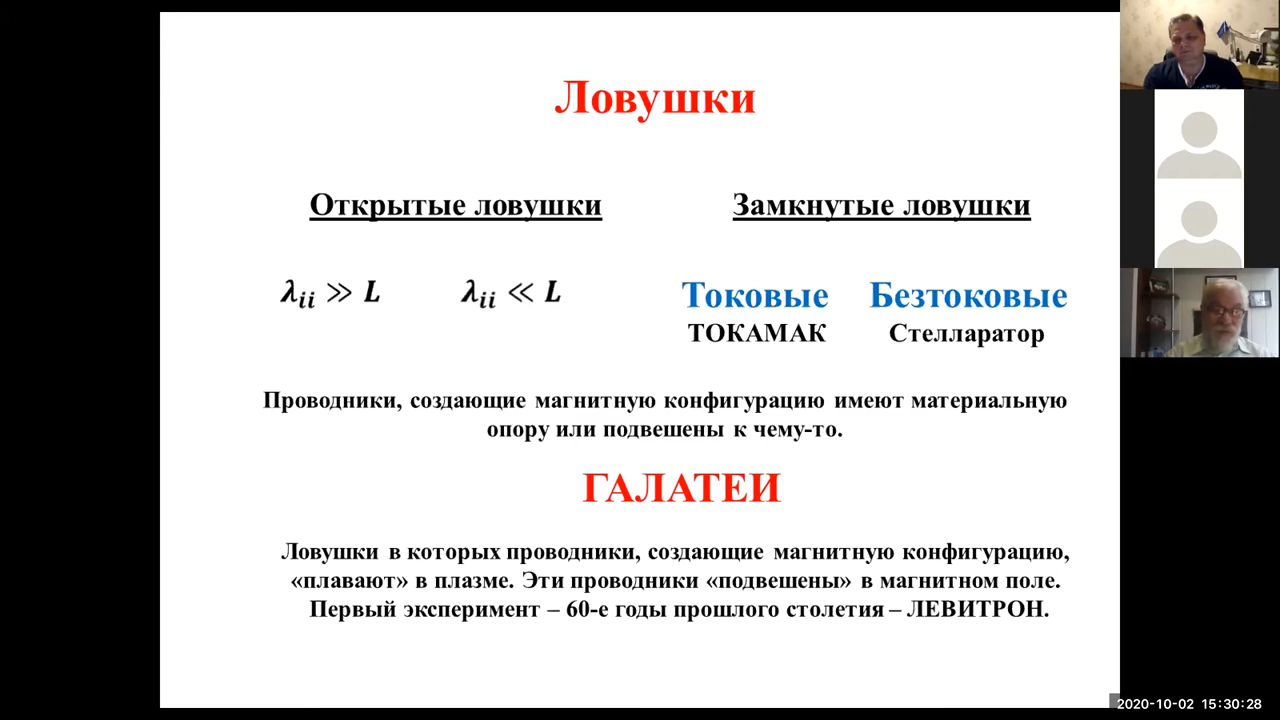 Ловушки
Открытые ловушки
Замкнутые ловушки
λii ≫ L
λii ≪ L
Токовые
Безтоковые
ТОКАМАК
Стелларатор
Проводники, создающие магнитную конфигурацию имеют материальную
опору или подвешены к чему-то.
ГАЛАТЕИ
Ловушки в которых проводники, создающие магнитную конфигурацию,
«плавают» в плазме. Эти проводники «подвешены» в магнитном поле.
Первый эксперимент – 60-е годы прошлого столетия – ЛЕВИТРОН.
2020-10-02 15:30:28